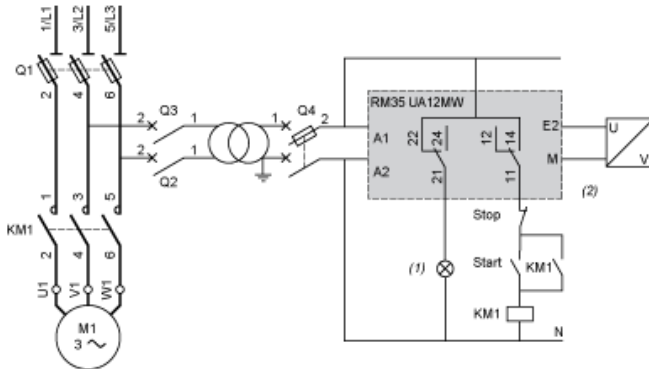 1/L1 3/L2 5/L3
Q1
2 4 6
2 Q3 1 1 Q4 2
2 Q2 1
RM35 UA12MW
A1 22 24 12 14 E2 U
A2 21 11 M V
(2)
1 3 5
KM1
2 4 6
U1 V1 W1
M1
3
Stop
(1) Start KM1
KM1
N